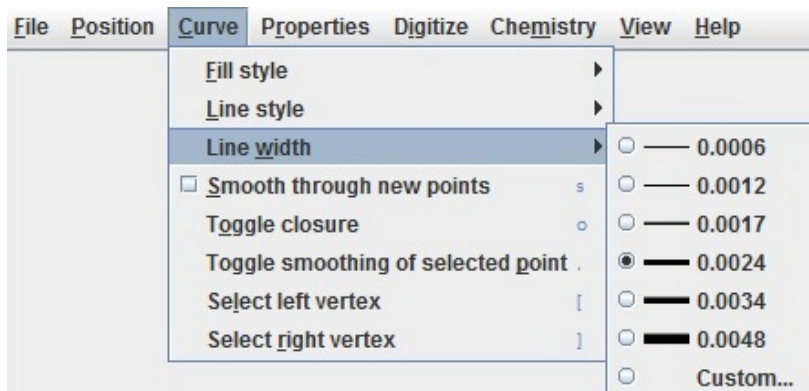 File Position Curve Properties Digitize Chemistry View Help
Fill style
Line style
Line width
Smooth through new points s
Toggle closure o
Toggle smoothing of selected point .
Select left vertex [
Select right vertex ]
0.0006
0.0012
0.0017
0.0024
0.0034
0.0048
Custom...